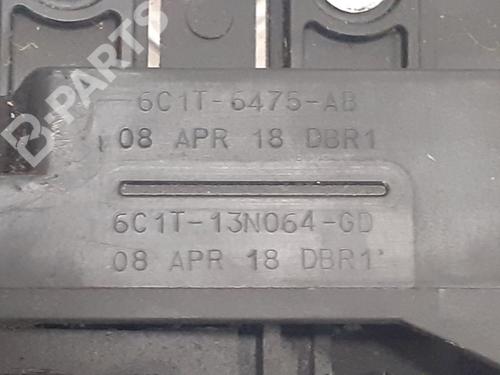 6C1T-6475-AB
08 APR 18 DBR1
6C1T-13N064-GD
08 APR 18 DBR1
B-PARTS